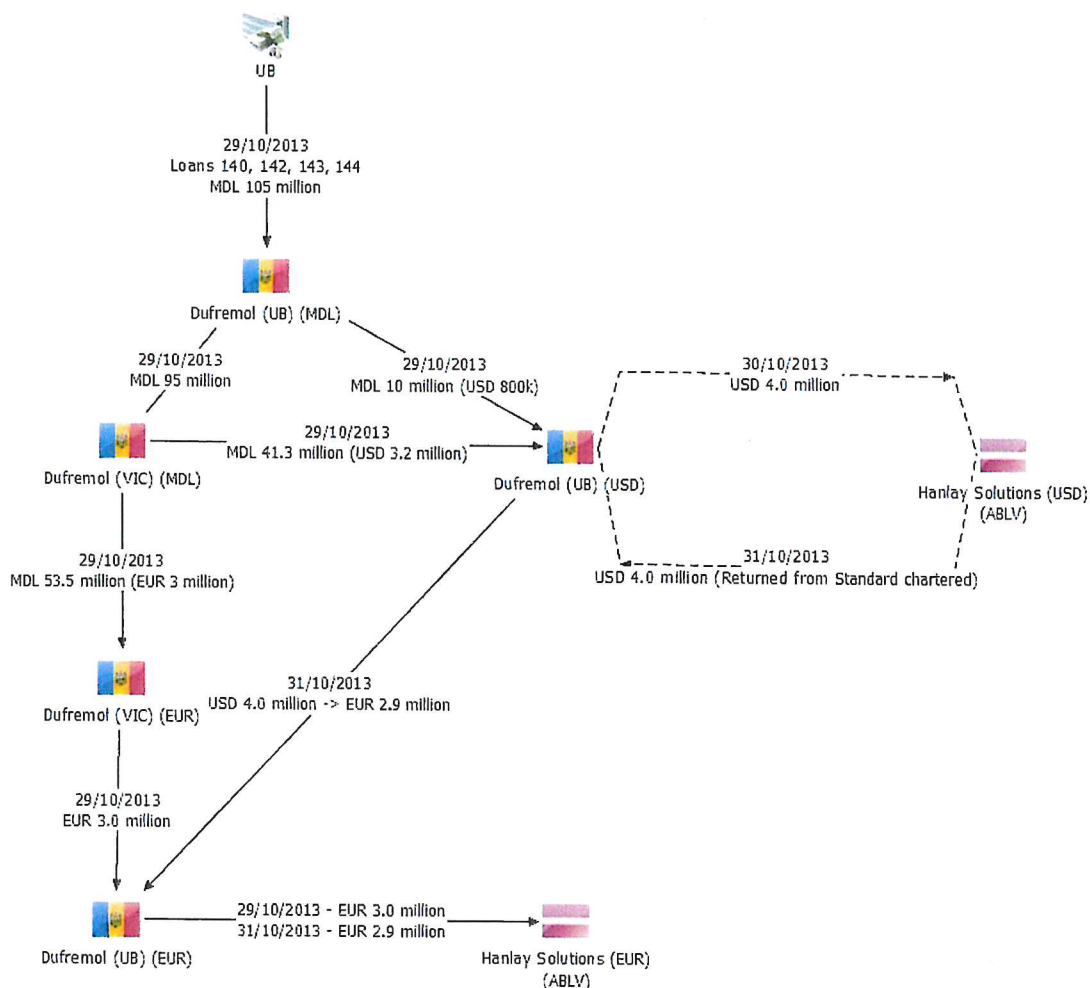 UB
29/10/2013
Loans 140, 142, 143, 144
MDL 105 million
Dufremol (UB) (MDL)
29/10/2013
MDL 95 million
29/10/2013
MDL 10 million (USD 800k)
30/10/2013
USD 4.0 million
29/10/2013
MDL 41.3 million (USD 3.2 million)
Dufremol (VIC) (MDL)
Dufremol (UB) (USD)
Hanlay Solutions (USD)
(ABLV)
29/10/2013
MDL 53.5 million (EUR 3 million)
31/10/2013
USD 4.0 million (Returned from Standard chartered)
31/10/2013
USD 4.0 million -> EUR 2.9 million
Dufremol (VIC) (EUR)
29/10/2013
EUR 3.0 million
29/10/2013 - EUR 3.0 million
31/10/2013 - EUR 2.9 million
Dufremol (UB) (EUR)
Hanlay Solutions (EUR)
(ABLV)